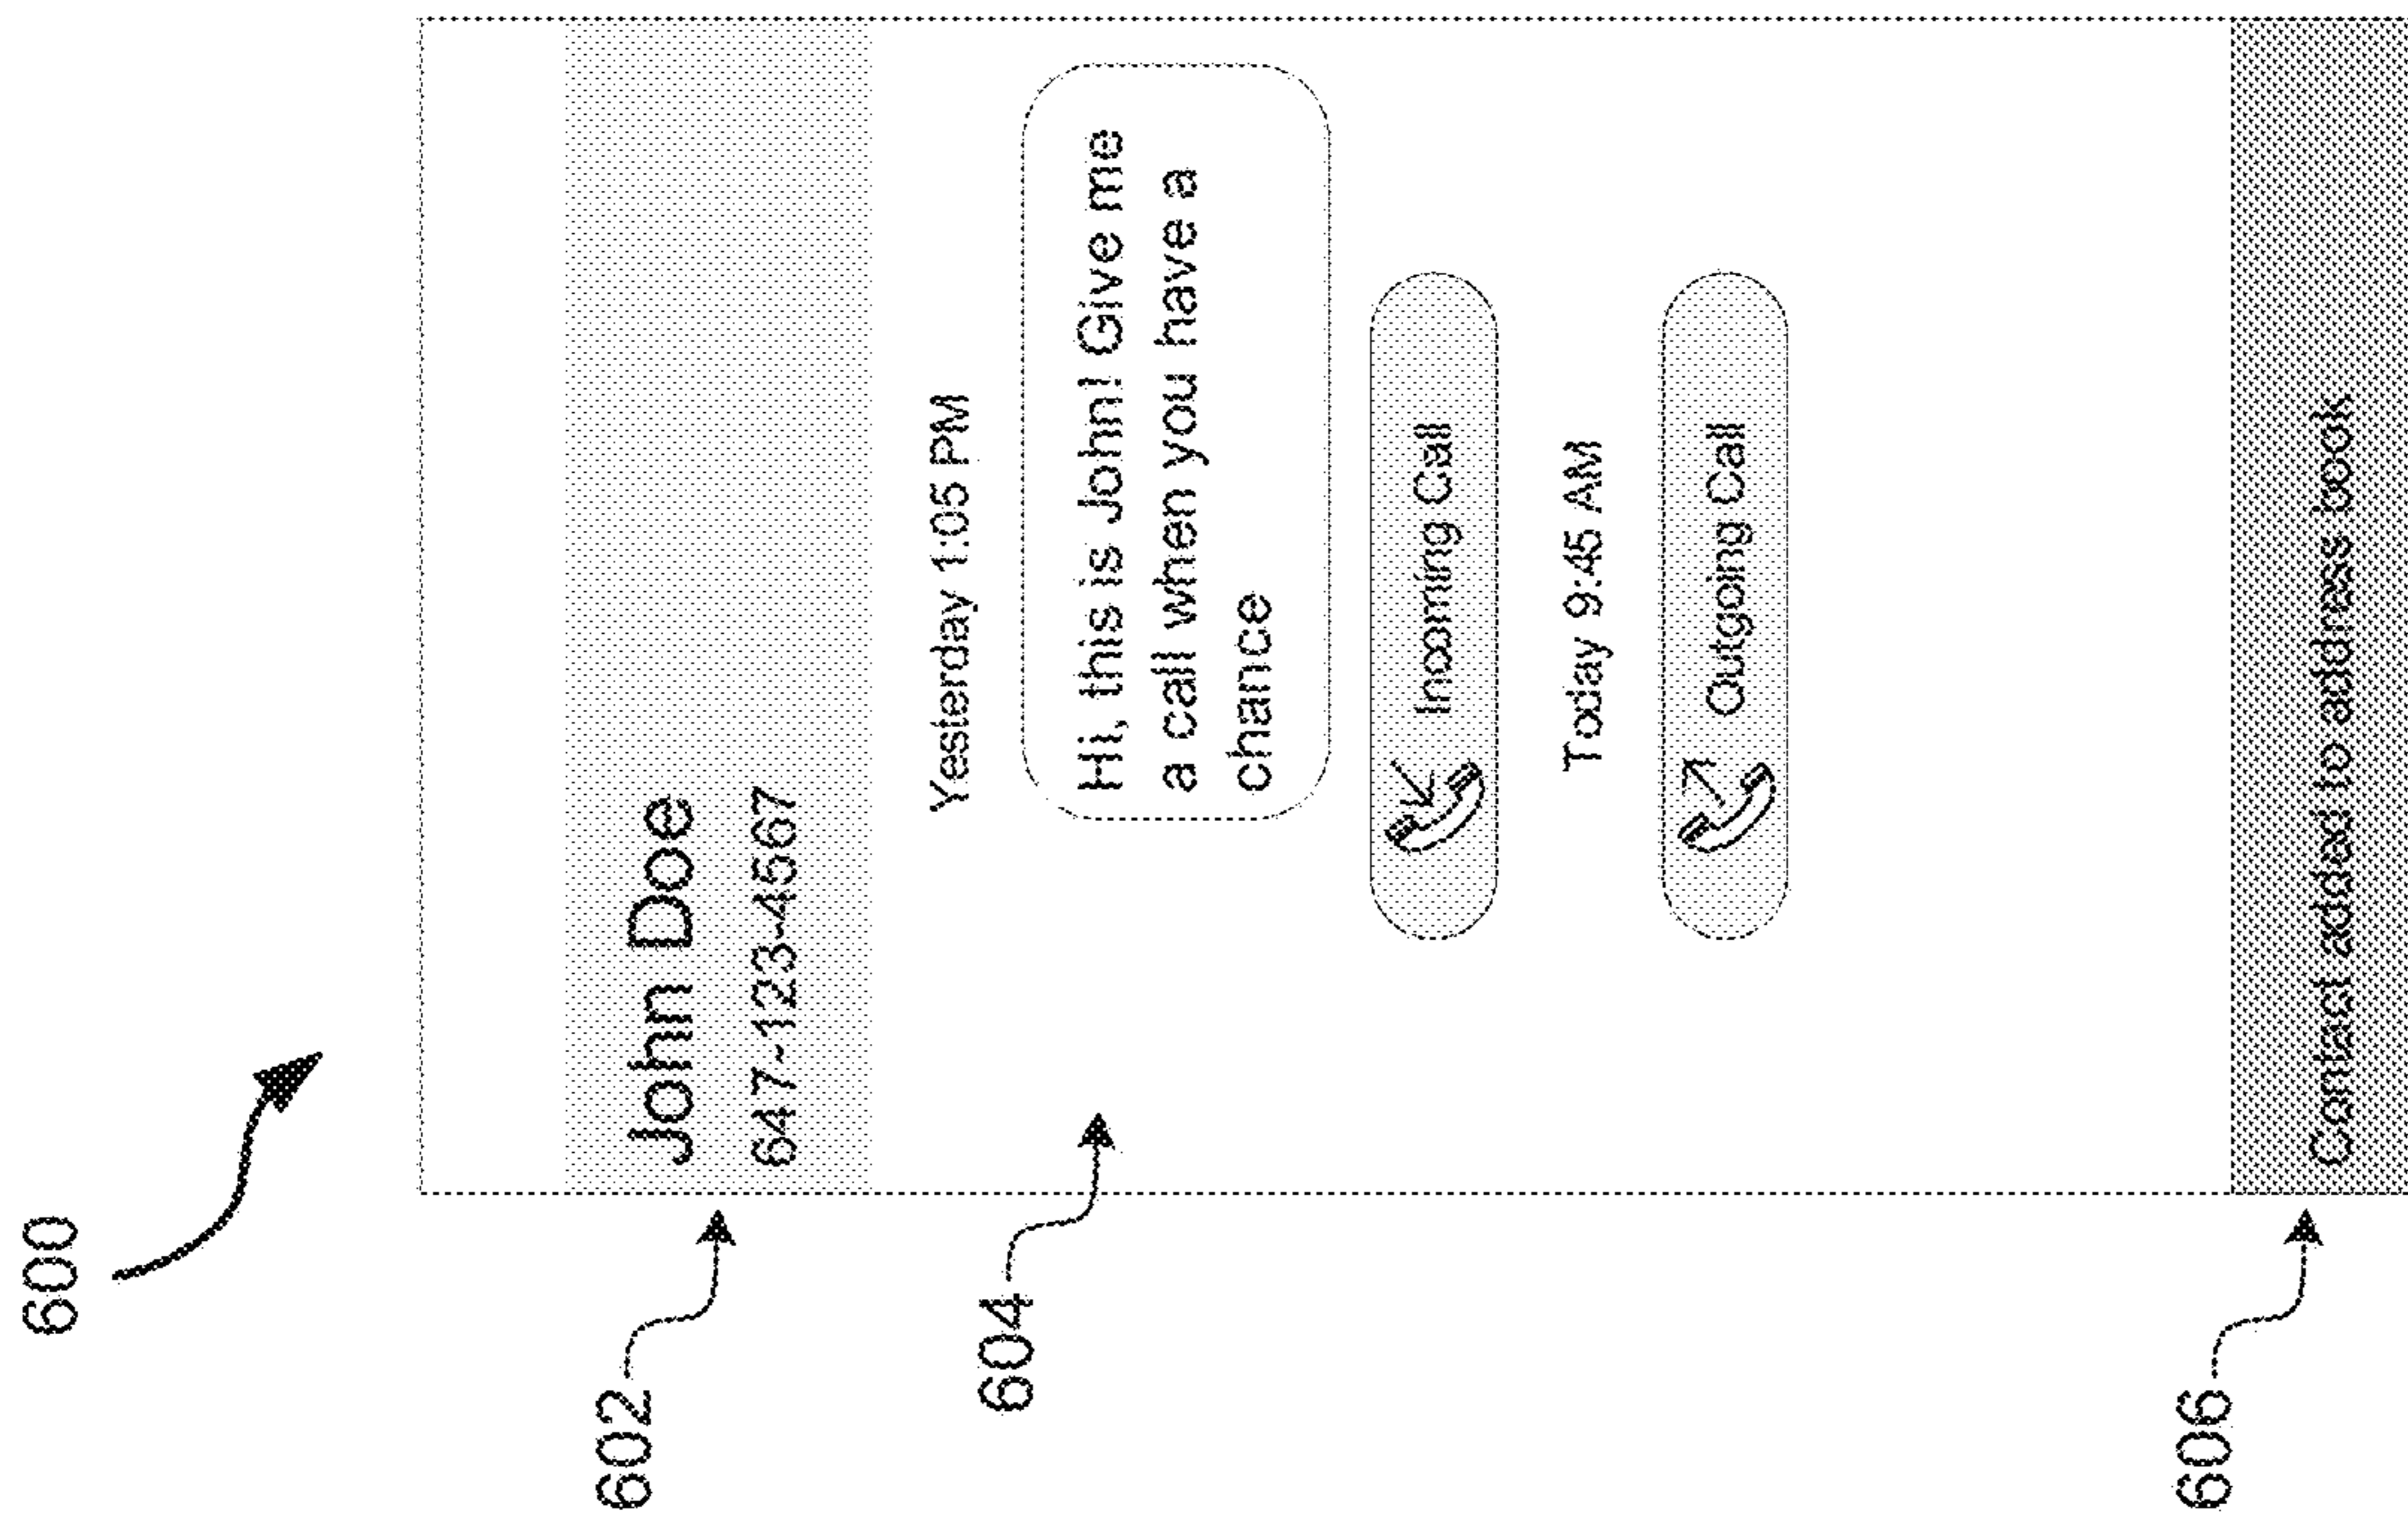 600
602
John Doe
647-123-4567
604
Yesterday 1:05 PM
Hi, this is John! Give me
a call when you have a
chance
Incoming Call
Today 9:45 AM
Outgoing Call
606
Contact added to address book